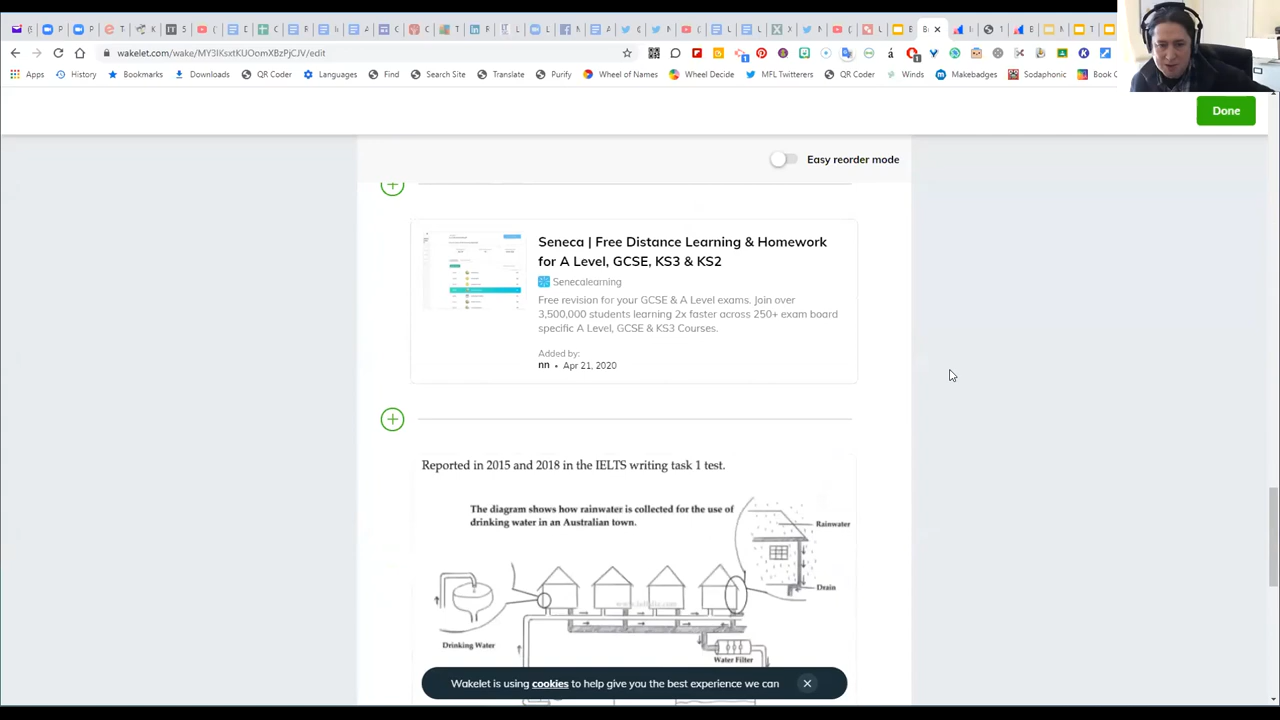 wakelet.com/wake/MY3IKsxtKUOomXBzPjCJV/edit
Apps
History
Bookmarks
Downloads
QR Coder
Languages
Find
Search Site
Translate
Purify
Wheel of Names
Wheel Decide
MFL Twitterers
QR Coder
Winds
Makebadges
Sodaphonic
Book C
Done
Easy reorder mode
Seneca | Free Distance Learning & Homework
for A Level, GCSE, KS3 & KS2
Senecalearning
Free revision for your GCSE & A Level exams. Join over
3,500,000 students learning 2x faster across 250+ exam board
specific A Level, GCSE & KS3 Courses.
Added by:
nn • Apr 21, 2020
Reported in 2015 and 2018 in the IELTS writing task 1 test.
The diagram shows how rainwater is collected for the use of
drinking water in an Australian town.
Rainwater
Drain
Drinking Water
Water Filter
Wakelet is using cookies to help give you the best experience we can